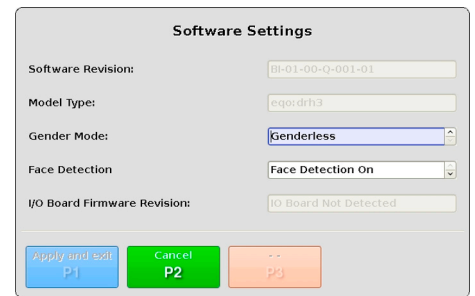 Software Settings
Software Revision: BI-01-00-Q-001-01
Model Type: eqo:drh3
Gender Mode: Genderless
Face Detection Face Detection On
I/O Board Firmware Revision: IO Board Not Detected
Apply and exit Cancel - -
P1 P2 P3